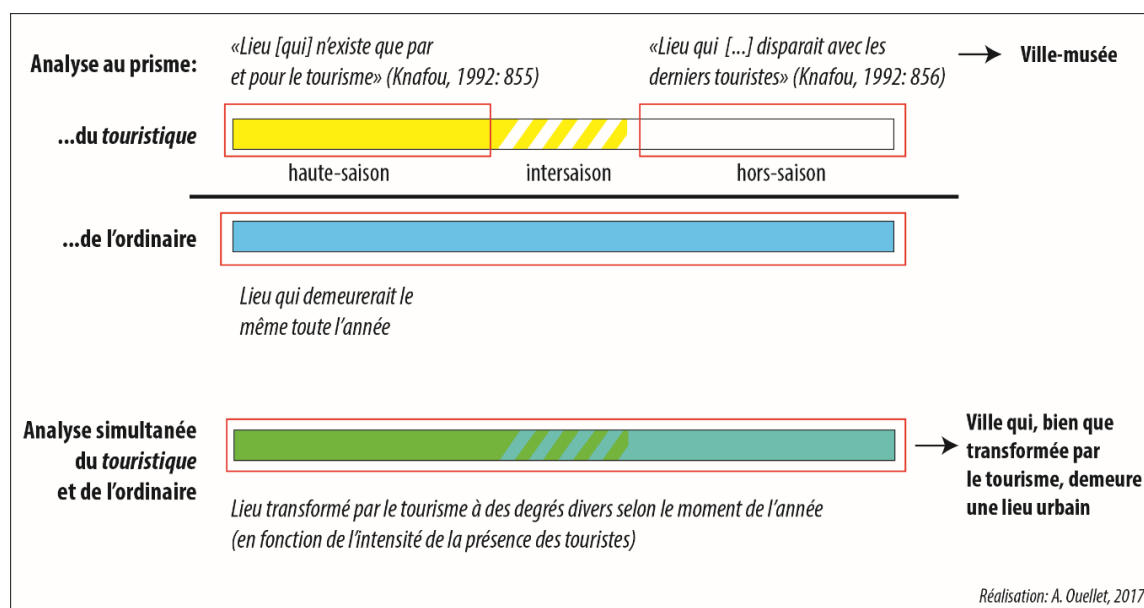 Analyse au prisme:
«Lieu [qui] n’existe que par
et pour le tourisme» (Knafou, 1992: 855)
«Lieu qui [...] disparait avec les
derniers touristes» (Knafou, 1992: 856)
Ville-musée
...du touristique
haute-saison
intersaison
hors-saison
...de l’ordinaire
Lieu qui demeurerait le
même toute l’année
Analyse simultanée
du touristique
et de l’ordinaire
Ville qui, bien que
transformée par
le tourisme, demeure
une lieu urbain
Lieu transformé par le tourisme à des degrés divers selon le moment de l’année
(en fonction de l’intensité de la présence des touristes)
Réalisation: A. Ouellet, 2017